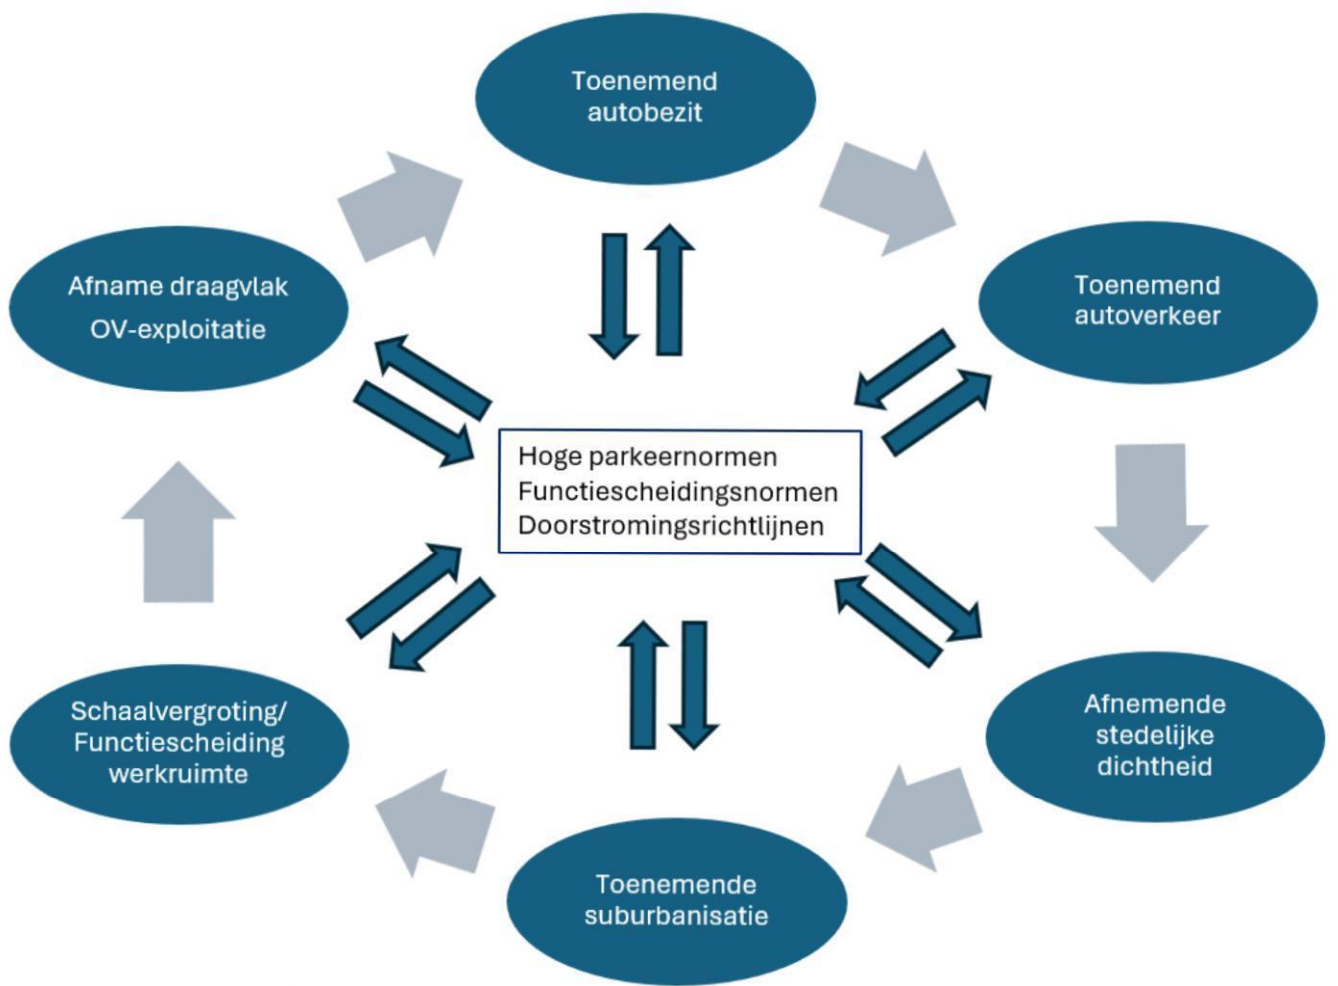 Toenemend
autobezit
Toenemend
autoverkeer
Afnemende
stedelijke
dichtheid
Toenemende
suburbanisatie
Schaalvergroting/
Functiescheiding
werkruimte
Afname draagvlak
OV-exploitatie
Hoge parkeernormen
Functiescheidingsnormen
Doorstromingsrichtlijnen